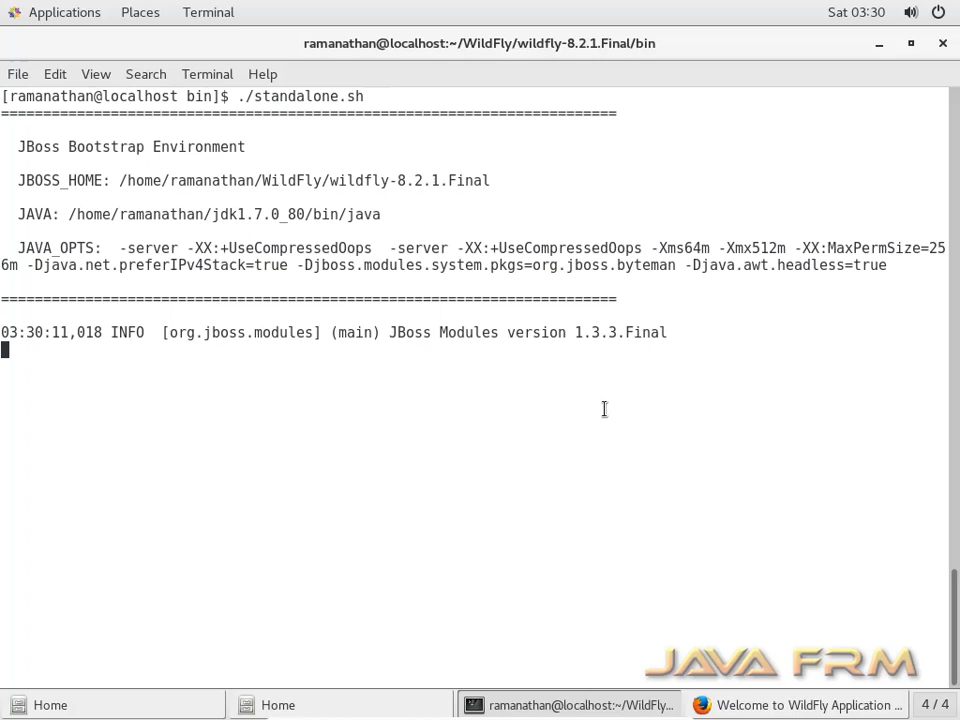 Applications Places Terminal Sat 03:30
ramanathan@localhost:~/WildFly/wildfly-8.2.1.Final/bin
File Edit View Search Terminal Help
[ramanathan@localhost bin]$ ./standalone.sh
=========================================================================
JBoss Bootstrap Environment
JBOSS_HOME: /home/ramanathan/WildFly/wildfly-8.2.1.Final
JAVA: /home/ramanathan/jdk1.7.0_80/bin/java
JAVA_OPTS:  -server -XX:+UseCompressedOops  -server -XX:+UseCompressedOops -Xms64m -Xmx512m -XX:MaxPermSize=25
6m -Djava.net.preferIPv4Stack=true -Djboss.modules.system.pkgs=org.jboss.byteman -Djava.awt.headless=true
=========================================================================
03:30:11,018 INFO  [org.jboss.modules] (main) JBoss Modules version 1.3.3.Final
JAVA FRM
Home Home ramanathan@localhost:~/WildFly... Welcome to WildFly Application ... 4 / 4